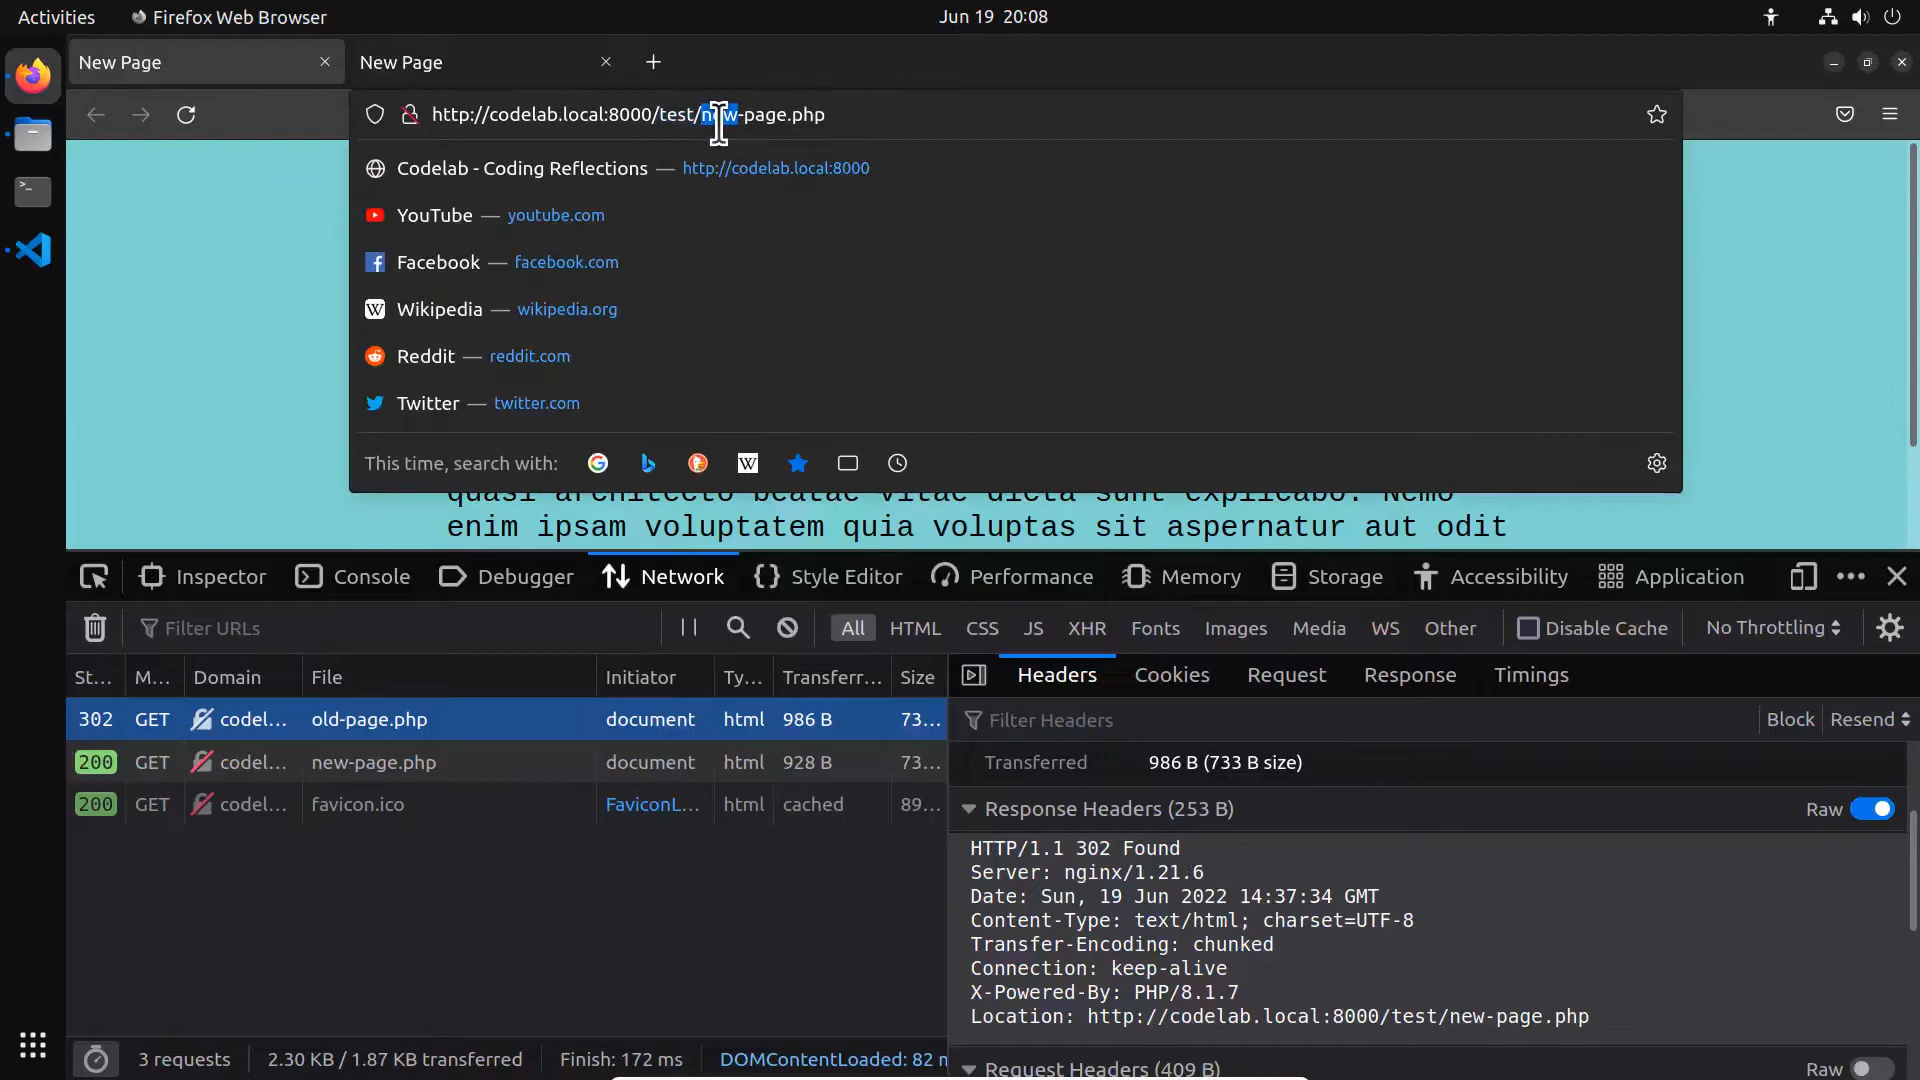 Activities Firefox Web Browser Jun 19 20:08
New Page New Page
http://codelab.local:8000/test/new-page.php
Codelab - Coding Reflections — http://codelab.local:8000
YouTube — youtube.com
Facebook — facebook.com
Wikipedia — wikipedia.org
Reddit — reddit.com
Twitter — twitter.com
This time, search with:
quasi architecto beatae vitae dicta sunt explicabo. Nemo
enim ipsam voluptatem quia voluptas sit aspernatur aut odit
Inspector Console Debugger Network Style Editor Performance Memory Storage Accessibility Application
Filter URLs All HTML CSS JS XHR Fonts Images Media WS Other Disable Cache No Throttling
St... M... Domain File Initiator Ty... Transferr... Size
302 GET codel... old-page.php document html 986 B 73...
200 GET codel... new-page.php document html 928 B 73...
200 GET codel... favicon.ico FaviconL... html cached 89...
3 requests 2.30 KB / 1.87 KB transferred Finish: 172 ms DOMContentLoaded: 82 m
Headers Cookies Request Response Timings
Filter Headers Block Resend
Transferred 986 B (733 B size)
Response Headers (253 B) Raw
HTTP/1.1 302 Found
Server: nginx/1.21.6
Date: Sun, 19 Jun 2022 14:37:34 GMT
Content-Type: text/html; charset=UTF-8
Transfer-Encoding: chunked
Connection: keep-alive
X-Powered-By: PHP/8.1.7
Location: http://codelab.local:8000/test/new-page.php
Request Headers (409 B) Raw